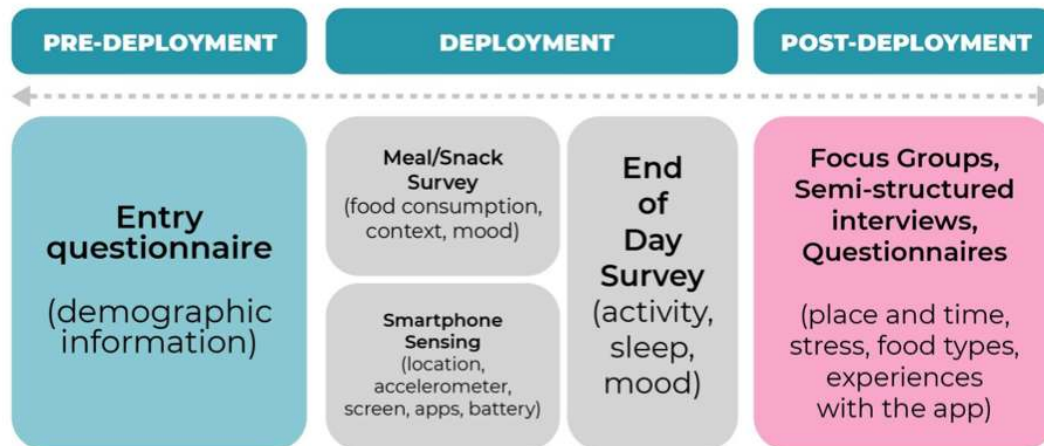 PRE-DEPLOYMENT
DEPLOYMENT
POST-DEPLOYMENT
Entry
questionnaire
(demographic
information)
Meal/Snack
Survey
(food consumption,
context, mood)
Smartphone
Sensing
(location,
accelerometer,
screen, apps, battery)
End
of
Day
Survey
(activity,
sleep,
mood)
Focus Groups,
Semi-structured
interviews,
Questionnaires
(place and time,
stress, food types,
experiences
with the app)